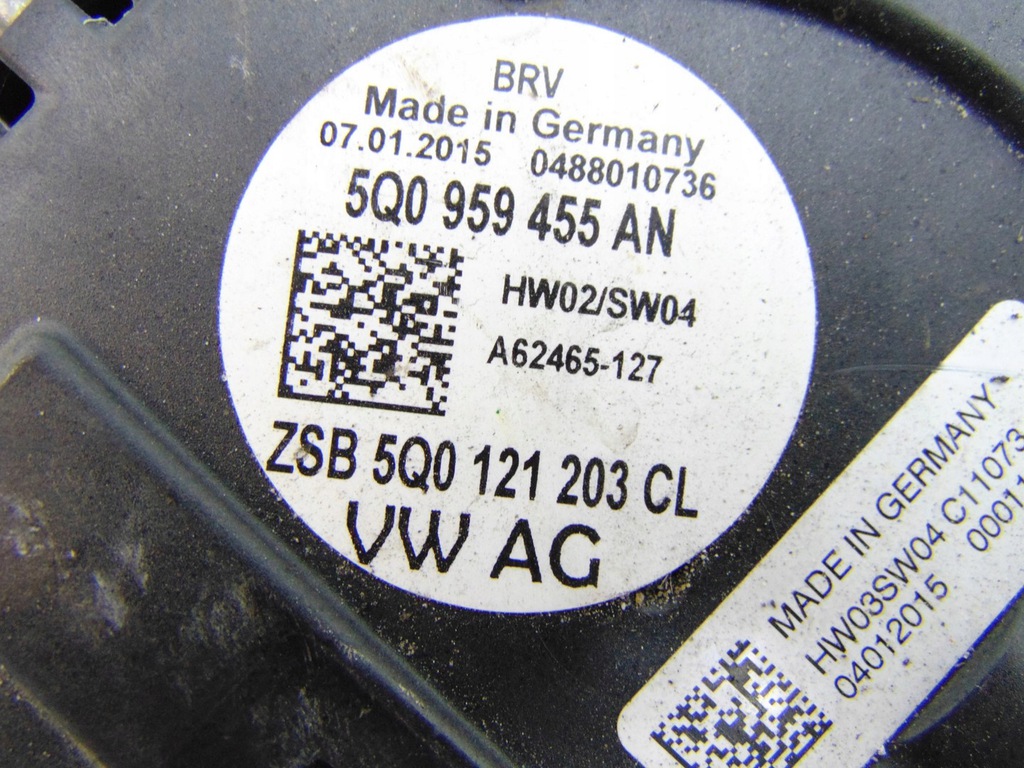 BRV
Made in Germany
07.01.2015 0488010736
5Q0 959 455 AN
HW02/SW04
A62465-127
ZSB 5Q0 121 203 CL
VW AG
MADE IN GERMANY
HW03SW04 C11073
04012015 00011